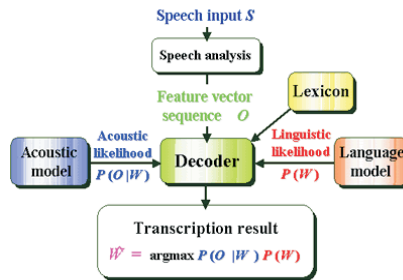 Speech input S
Speech analysis
Feature vector
sequence O
Lexicon
Acoustic
likelihood
P(O|W)
Linguistic
likelihood
P(W)
Acoustic
model
Decoder
Language
model
Transcription result
Ŵ = argmax P(O|W) P(W)